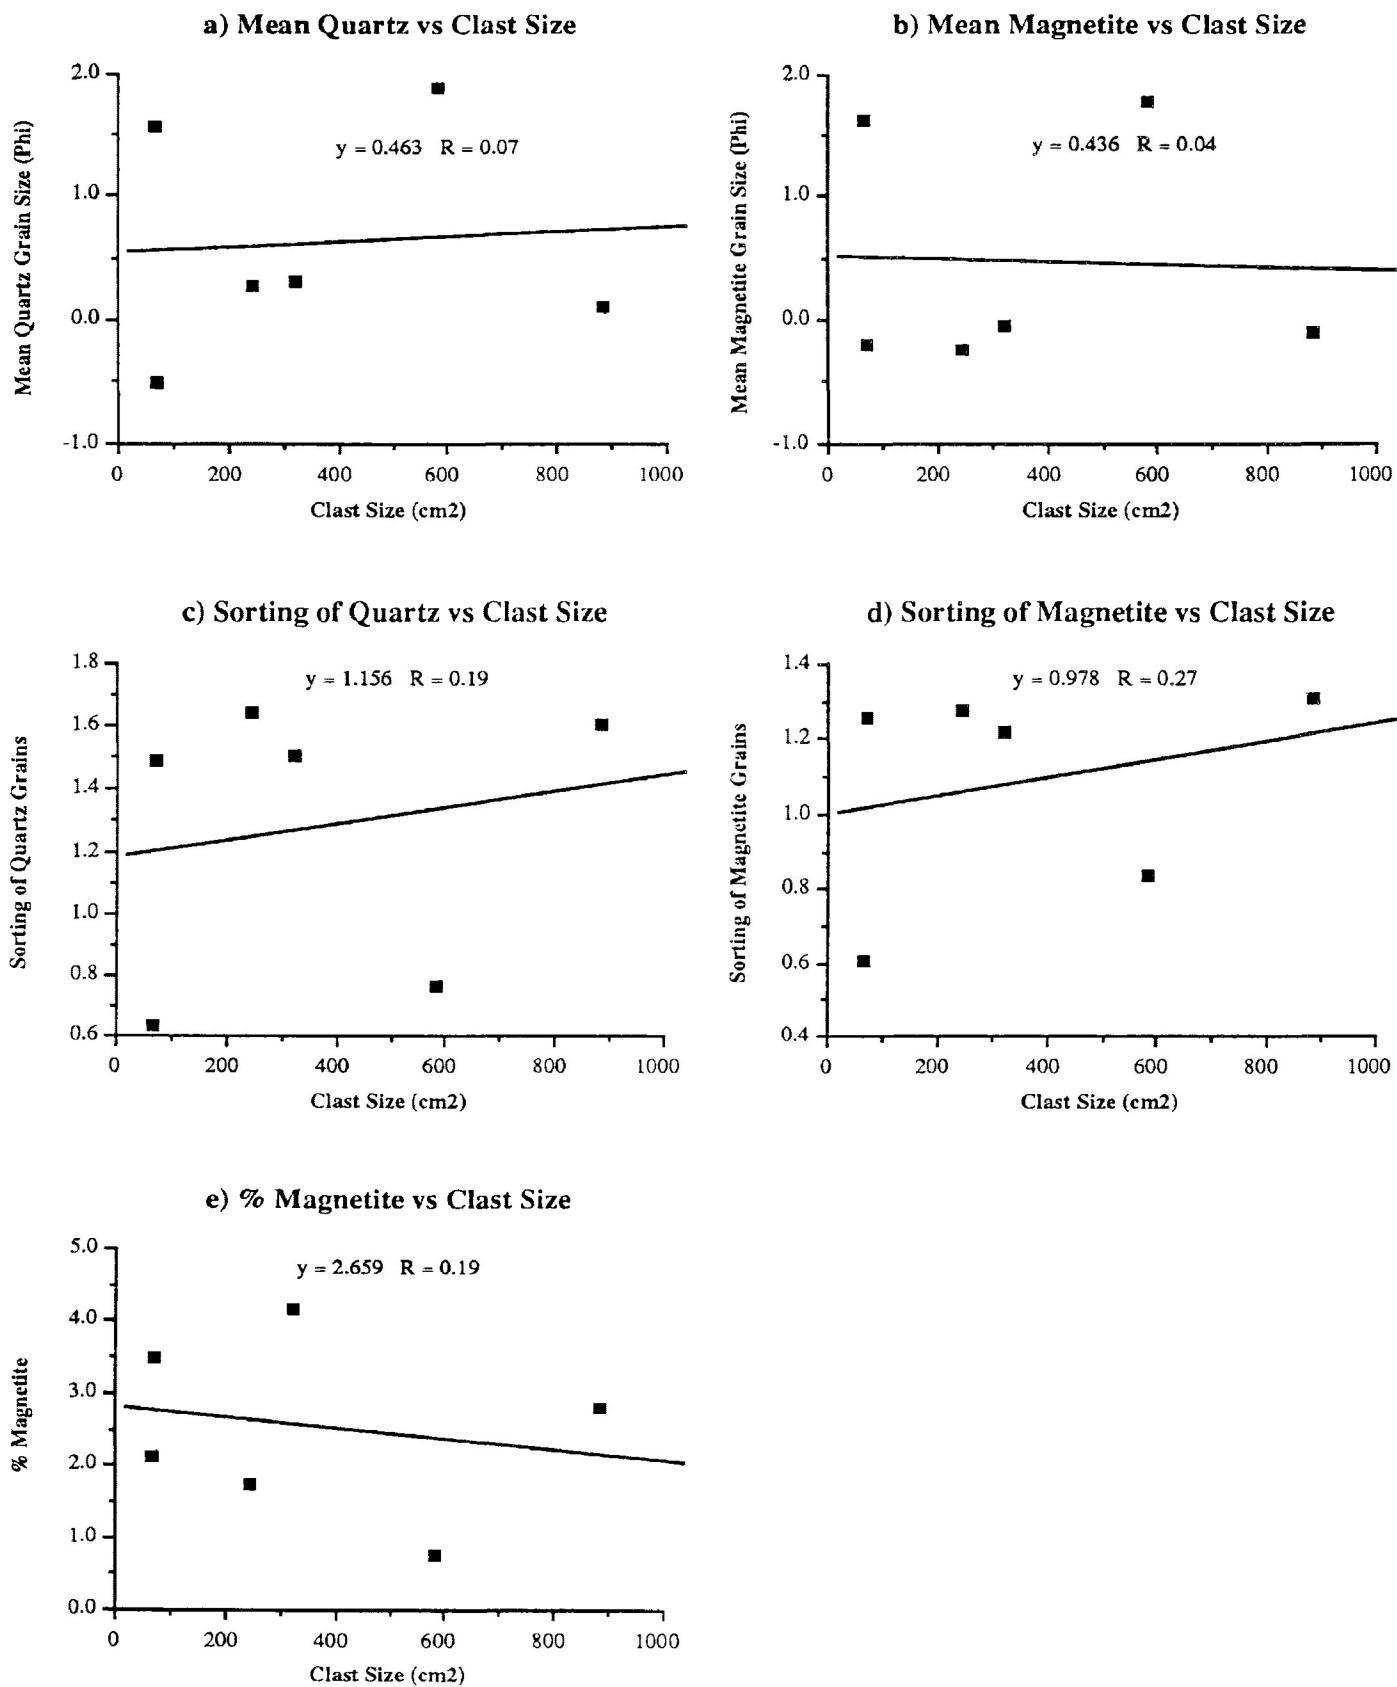 a) Mean Quartz vs Clast Size
Mean Quartz Grain Size (Phi)
2.0
1.0
0.0
-1.0
y = 0.463 R = 0.07
0 200 400 600 800 1000
Clast Size (cm2)
b) Mean Magnetite vs Clast Size
Mean Magnetite Grain Size (Phi)
2.0
1.0
0.0
-1.0
y = 0.436 R = 0.04
0 200 400 600 800 1000
Clast Size (cm2)
c) Sorting of Quartz vs Clast Size
Sorting of Quartz Grains
1.8
1.6
1.4
1.2
1.0
0.8
0.6
y = 1.156 R = 0.19
0 200 400 600 800 1000
Clast Size (cm2)
d) Sorting of Magnetite vs Clast Size
Sorting of Magnetite Grains
1.4
1.2
1.0
0.8
0.6
0.4
y = 0.978 R = 0.27
0 200 400 600 800 1000
Clast Size (cm2)
e) % Magnetite vs Clast Size
% Magnetite
5.0
4.0
3.0
2.0
1.0
0.0
y = 2.659 R = 0.19
0 200 400 600 800 1000
Clast Size (cm2)